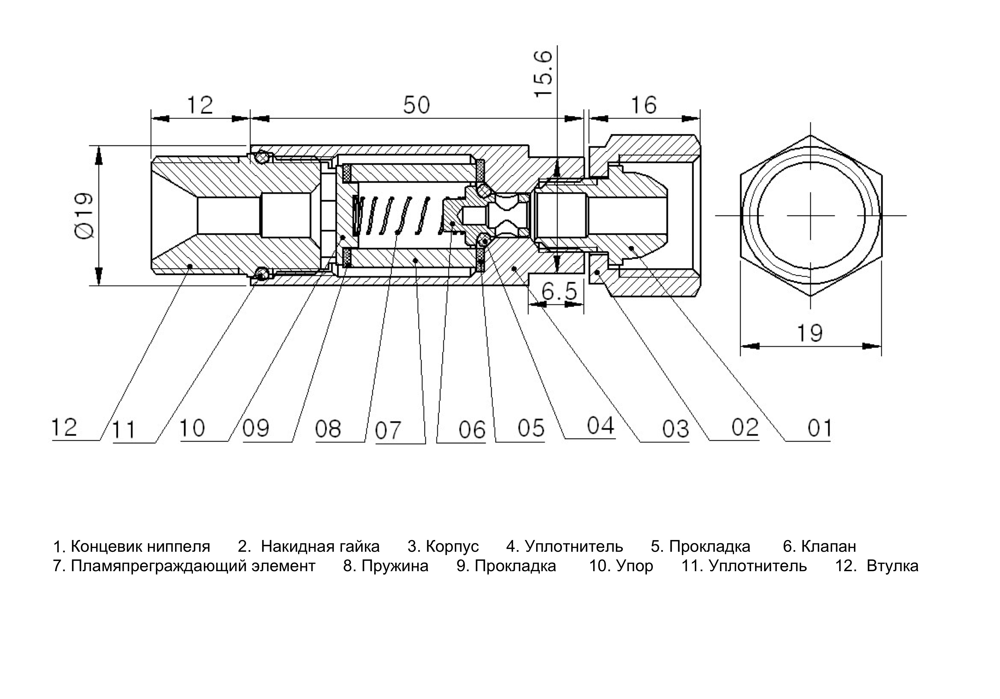 15.6
12 50 16
Ø19
6.5
19
12 11 10 09 08 07 06 05 04 03 02 01
1. Концевик ниппеля 2. Накидная гайка 3. Корпус 4. Уплотнитель 5. Прокладка 6. Клапан
7. Пламяпреграждающий элемент 8. Пружина 9. Прокладка 10. Упор 11. Уплотнитель 12. Втулка